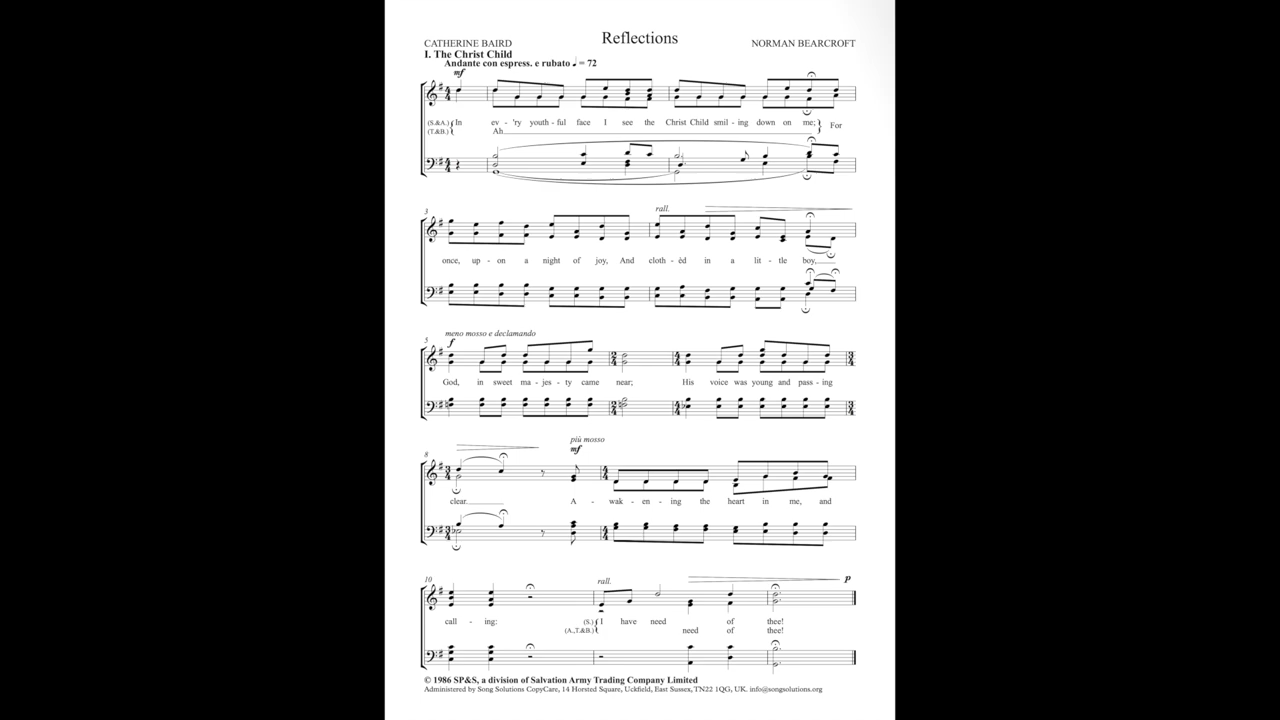 Reflections
CATHERINE BAIRD
NORMAN BEARCROFT
I. The Christ Child
Andante con espress. e rubato ♩ = 72
mf
(S.&A.) In ev - 'ry youth - ful face I see the Christ Child smil - ing down on me; For
(T.&B.) Ah
3
rall.
once, up - on a night of joy, And cloth - èd in a lit - tle boy,
5
meno mosso e declamando
f
God, in sweet ma - jes - ty came near; His voice was young and pass - ing
8
più mosso
mf
clear. A - wak - en - ing the heart in me, and
10
rall.
p
call - ing: (S.) I have need of thee!
(A.,T.&B.) need of thee!
© 1986 SP&S, a division of Salvation Army Trading Company Limited
Administered by Song Solutions CopyCare, 14 Horsted Square, Uckfield, East Sussex, TN22 1QG, UK. info@songsolutions.org